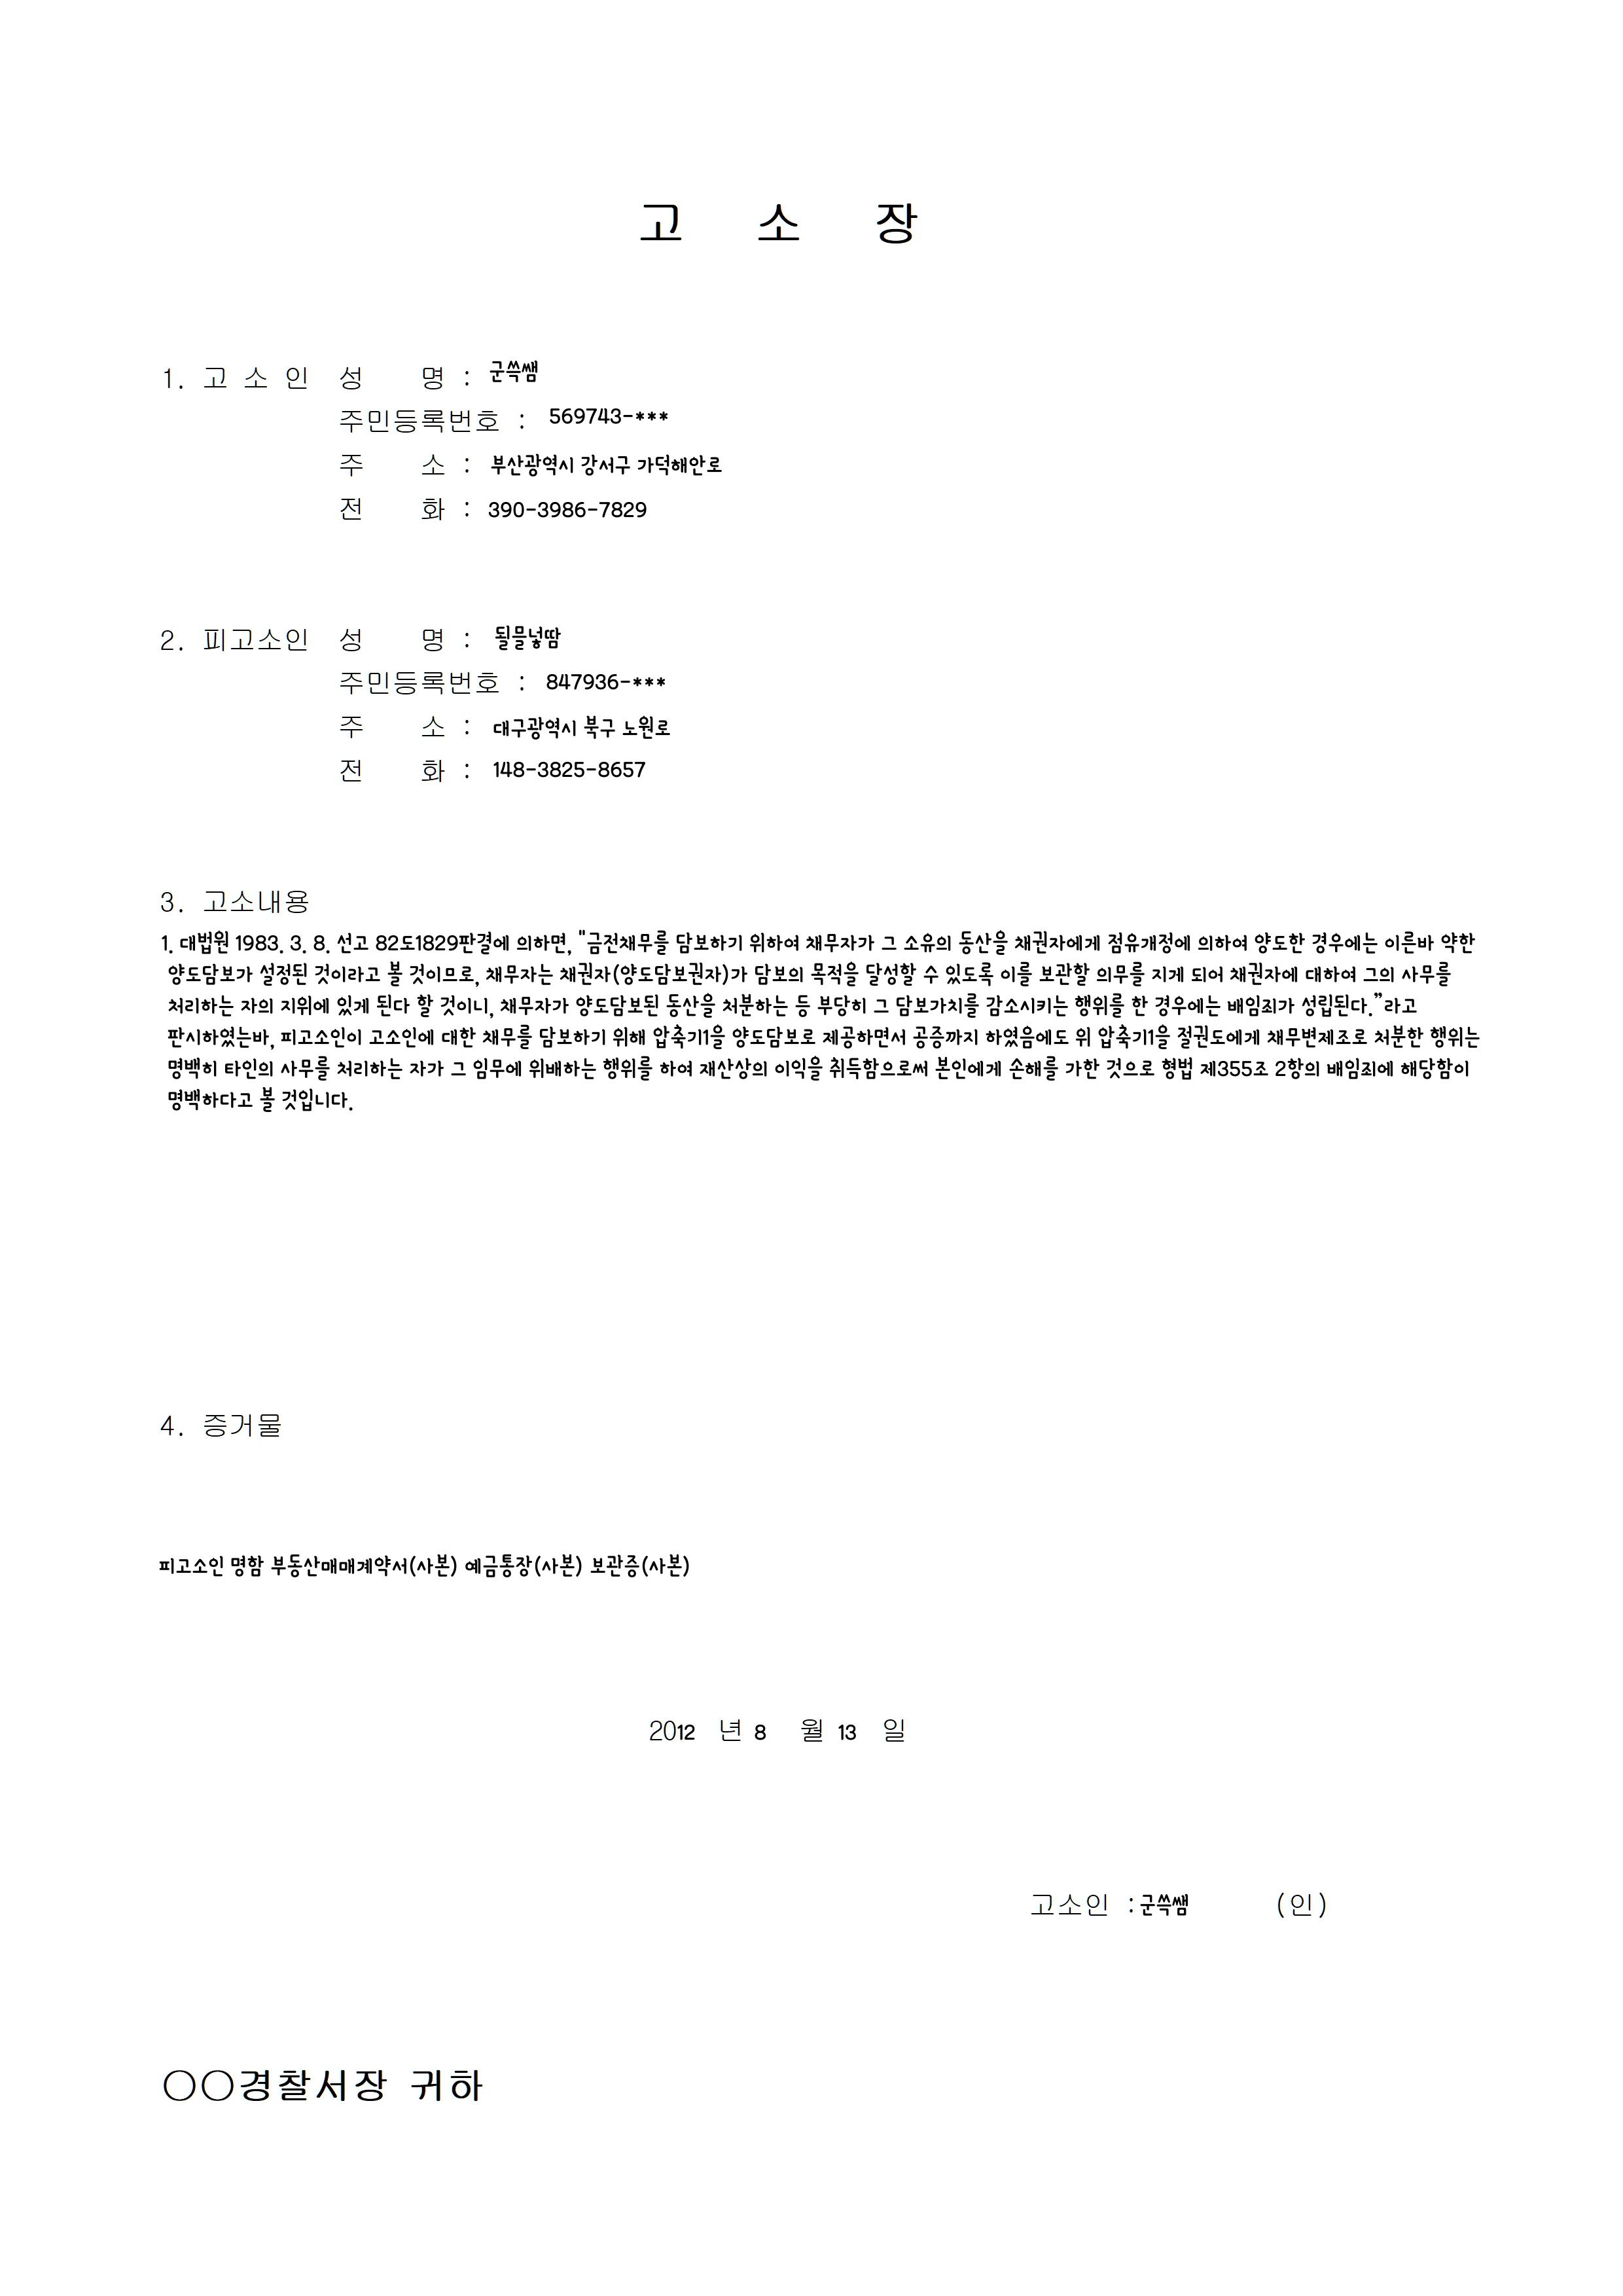 고 소 장
1. 고 소 인 성 명 : 군쓱쌤
주민등록번호 : 569743-***
주 소 : 부산광역시 강서구 가덕해안로
전 화 : 390-3986-7829
2. 피고소인 성 명 : 될믈넣땀
주민등록번호 : 847936-***
주 소 : 대구광역시 북구 노원로
전 화 : 148-3825-8657
3. 고소내용
1. 대법원 1983. 3. 8. 선고 82도1829판결에 의하면, "금전채무를 담보하기 위하여 채무자가 그 소유의 동산을 채권자에게 점유개정에 의하여 양도한 경우에는 이른바 약한
양도담보가 설정된 것이라고 볼 것이므로, 채무자는 채권자(양도담보권자)가 담보의 목적을 달성할 수 있도록 이를 보관할 의무를 지게 되어 채권자에 대하여 그의 사무를
처리하는 자의 지위에 있게 된다 할 것이니, 채무자가 양도담보된 동산을 처분하는 등 부당히 그 담보가치를 감소시키는 행위를 한 경우에는 배임죄가 성립된다.”라고
판시하였는바, 피고소인이 고소인에 대한 채무를 담보하기 위해 압축기1을 양도담보로 제공하면서 공증까지 하였음에도 위 압축기1을 절권도에게 채무변제조로 처분한 행위는
명백히 타인의 사무를 처리하는 자가 그 임무에 위배하는 행위를 하여 재산상의 이익을 취득함으로써 본인에게 손해를 가한 것으로 형법 제355조 2항의 배임죄에 해당함이
명백하다고 볼 것입니다.
4. 증거물
피고소인 명함 부동산매매계약서(사본) 예금통장(사본) 보관증(사본)
2012 년 8 월 13 일
고소인 :군쓱쌤 (인)
○○경찰서장 귀하